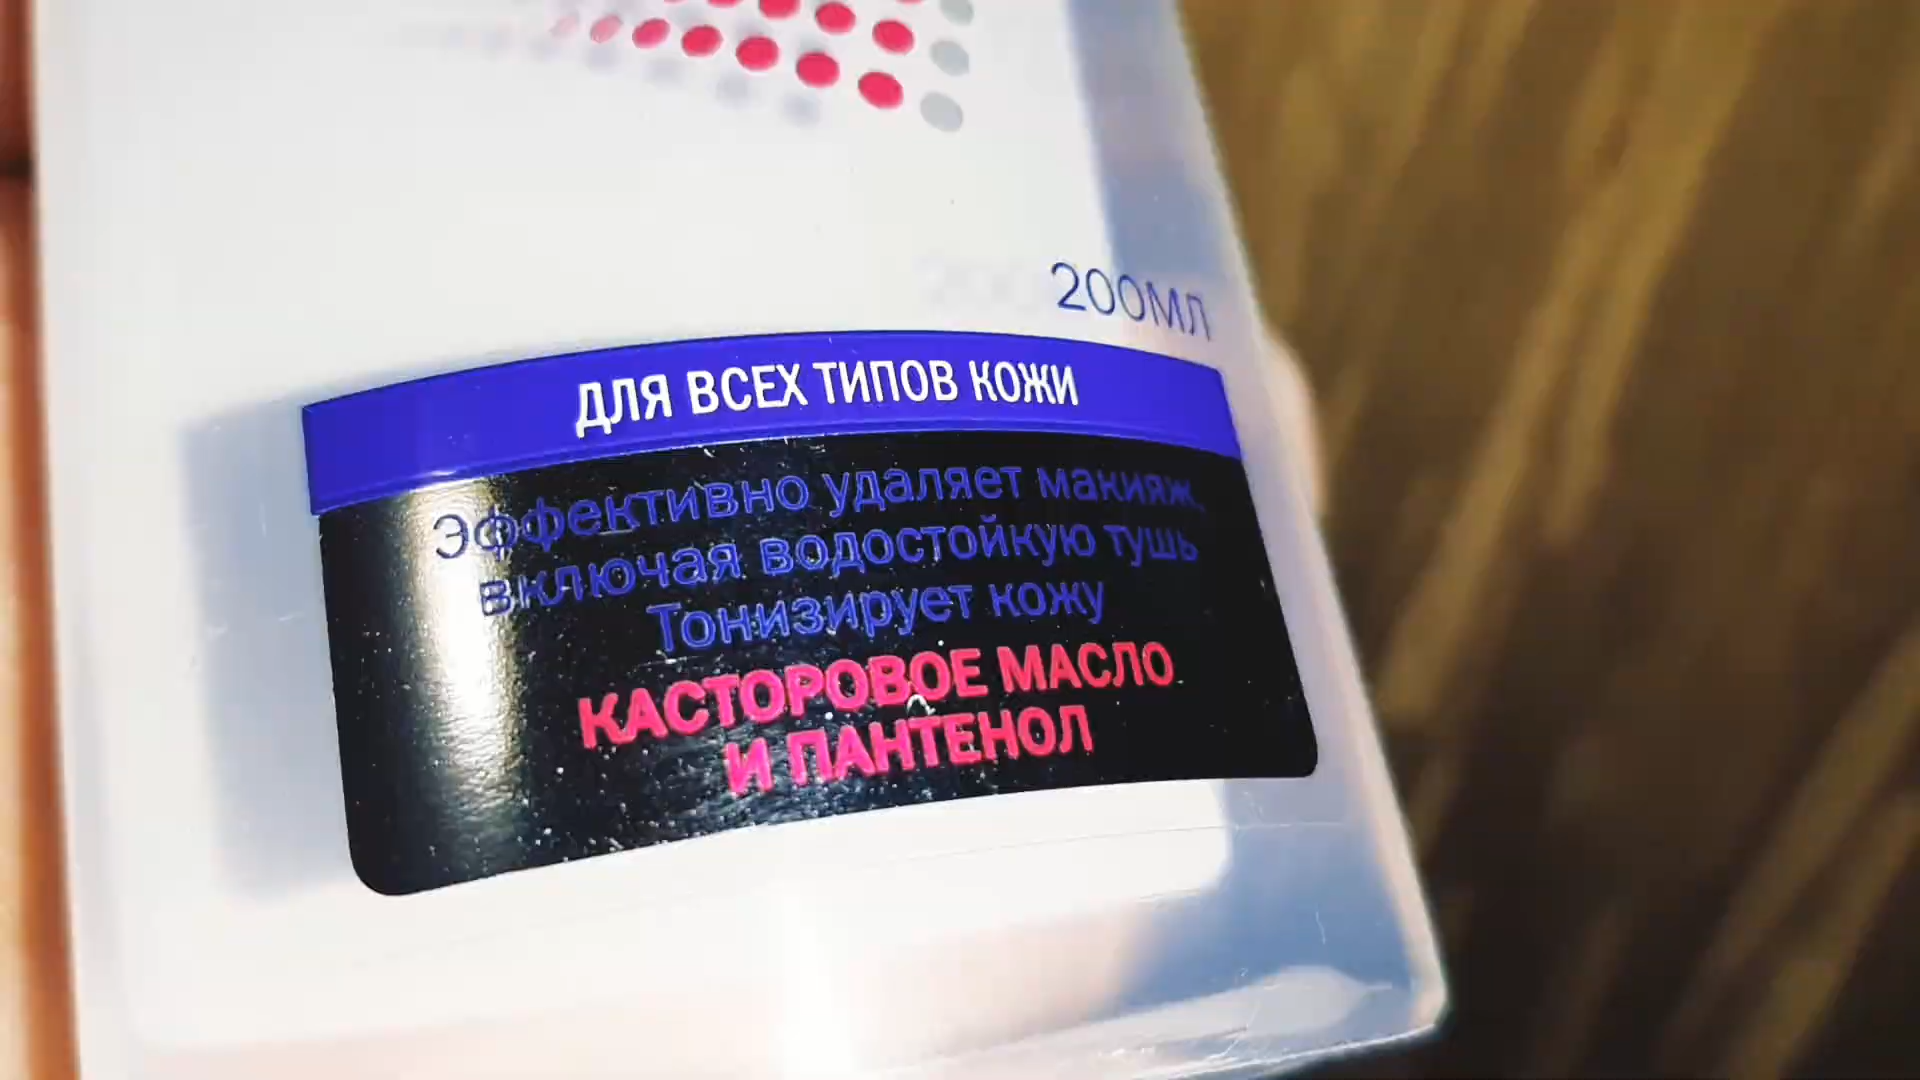 200МЛ
ДЛЯ ВСЕХ ТИПОВ КОЖИ
Эффективно удаляет макияж,
включая водостойкую тушь
Тонизирует кожу
КАСТОРОВОЕ МАСЛО
И ПАНТЕНОЛ